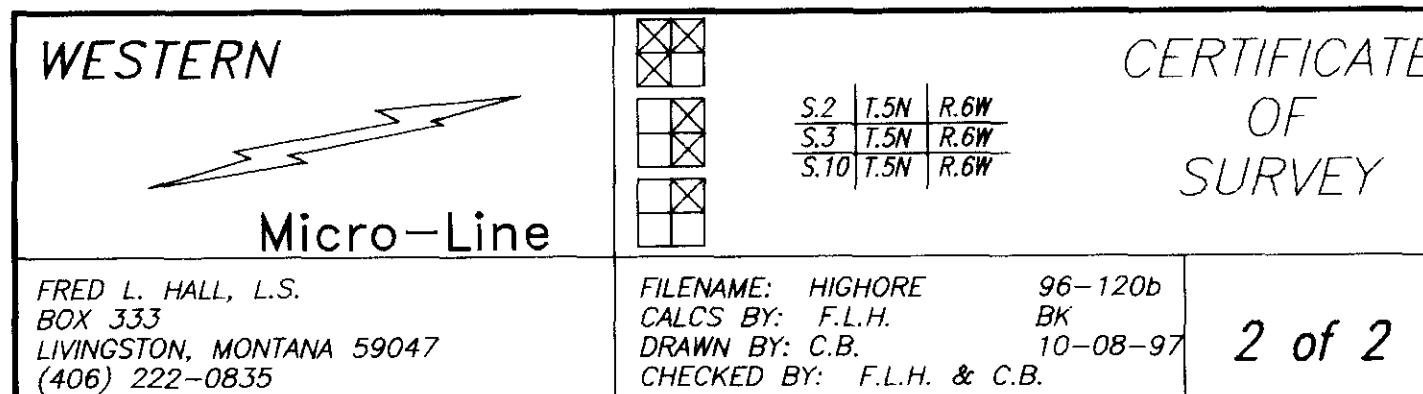 WESTERN
Micro-Line
S.2 T.5N R.6W
S.3 T.5N R.6W
S.10 T.5N R.6W
CERTIFICATE
OF
SURVEY
FRED L. HALL, L.S.
BOX 333
LIVINGSTON, MONTANA 59047
(406) 222-0835
FILENAME: HIGHORE 96-120b
CALCS BY: F.L.H. BK
DRAWN BY: C.B. 10-08-97
CHECKED BY: F.L.H. & C.B.
2 of 2